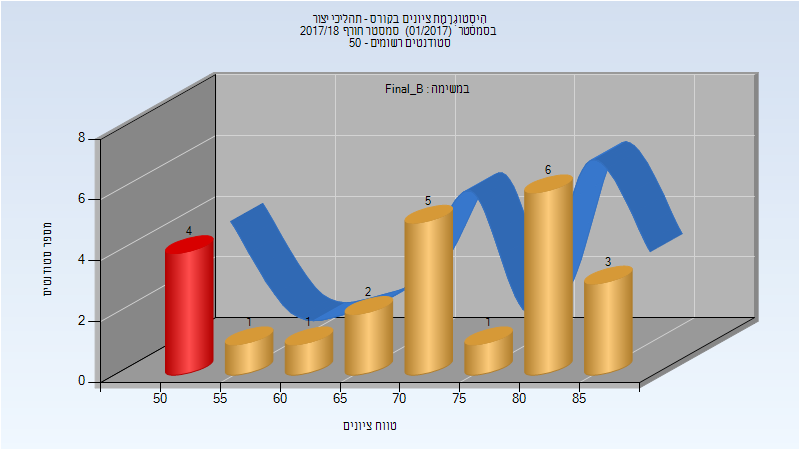 היסטוגרמת ציונים בקורס - תהליכי יצור
בסמסטר (01/2017) סמסטר חורף 2017/18
סטודנטים רשומים - 50
במשימה : Final_B
מספר סטודנטים
8
6
4
2
0
4
1
1
2
5
1
6
3
50 55 60 65 70 75 80 85
טווח ציונים